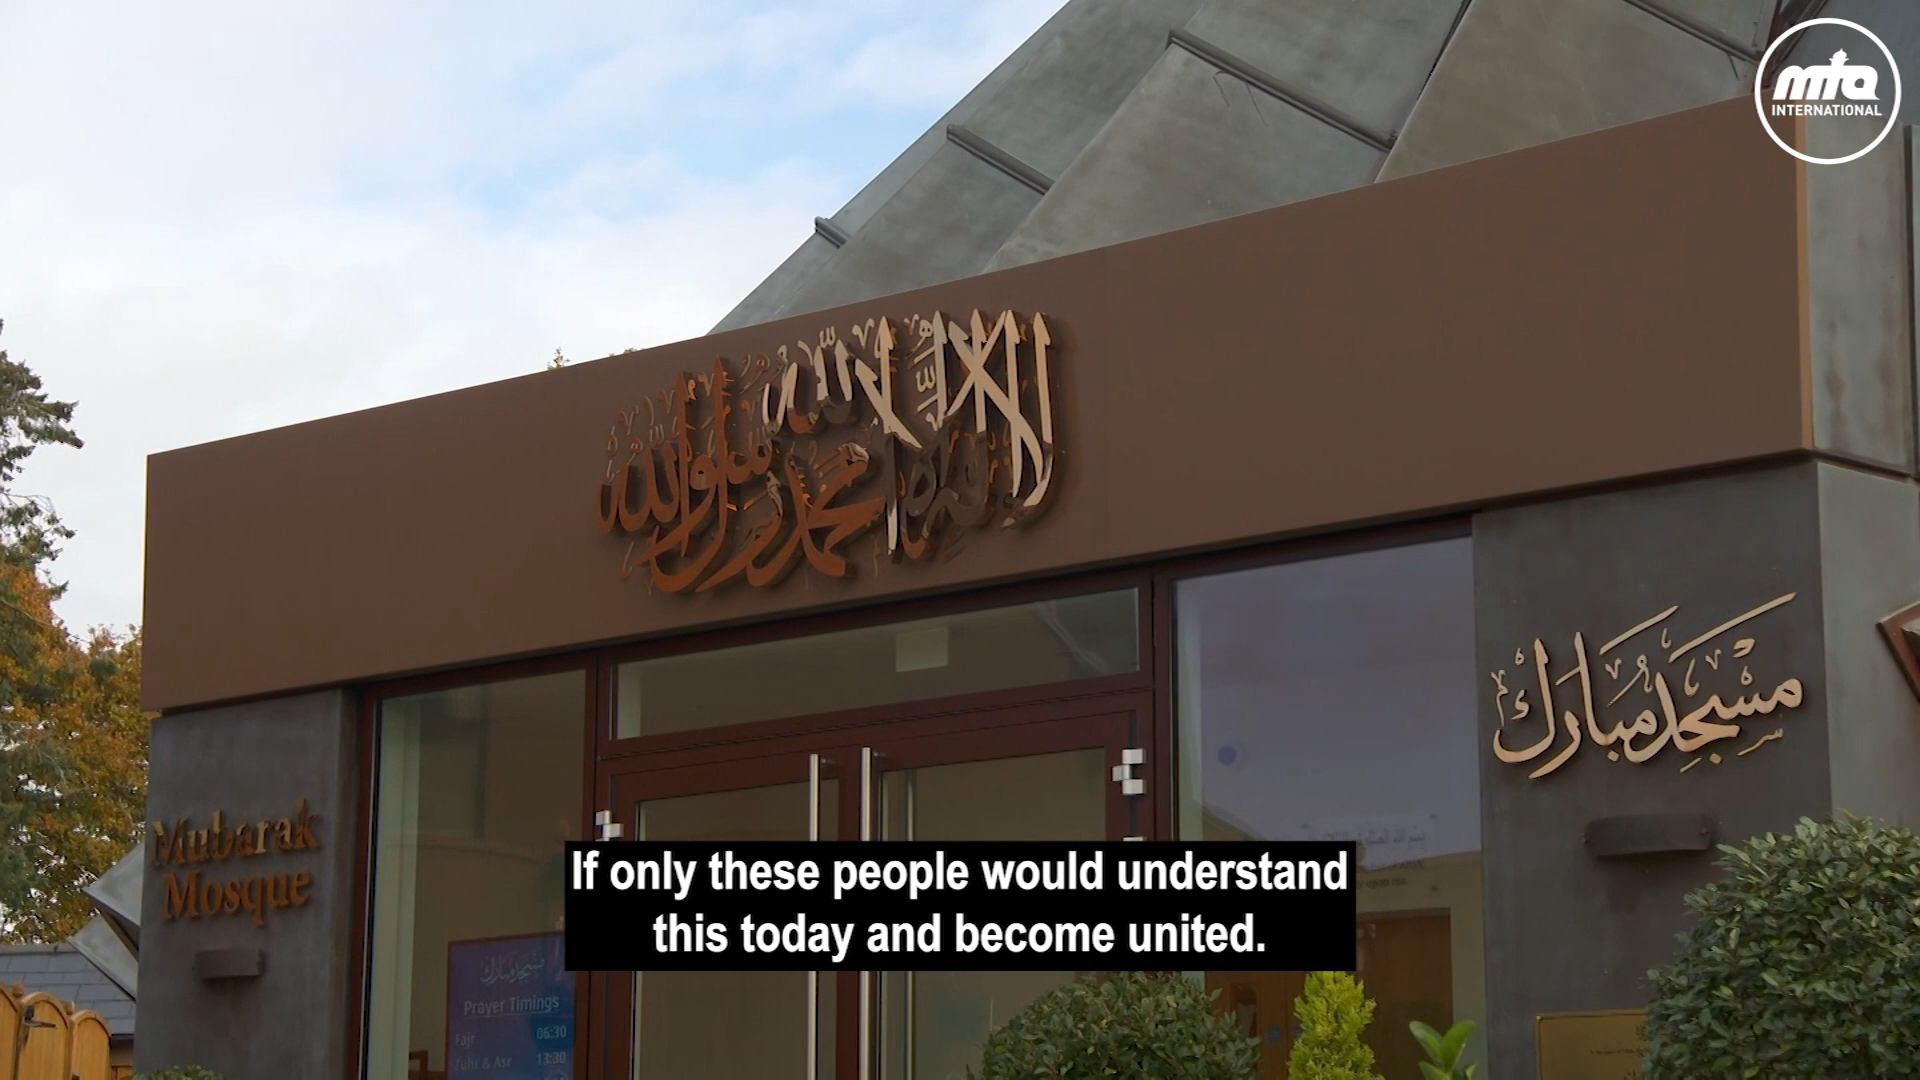 mta
INTERNATIONAL
لا إله إلا الله محمد رسول الله
مسجد مبارك
Mubarak
Mosque
If only these people would understand
this today and become united.
مسجد مبارك
Prayer Timings
Fajr 06:30
Zuhr & Asr 13:30